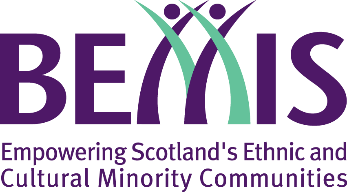 BEMIS
Empowering Scotland's Ethnic and
Cultural Minority Communities